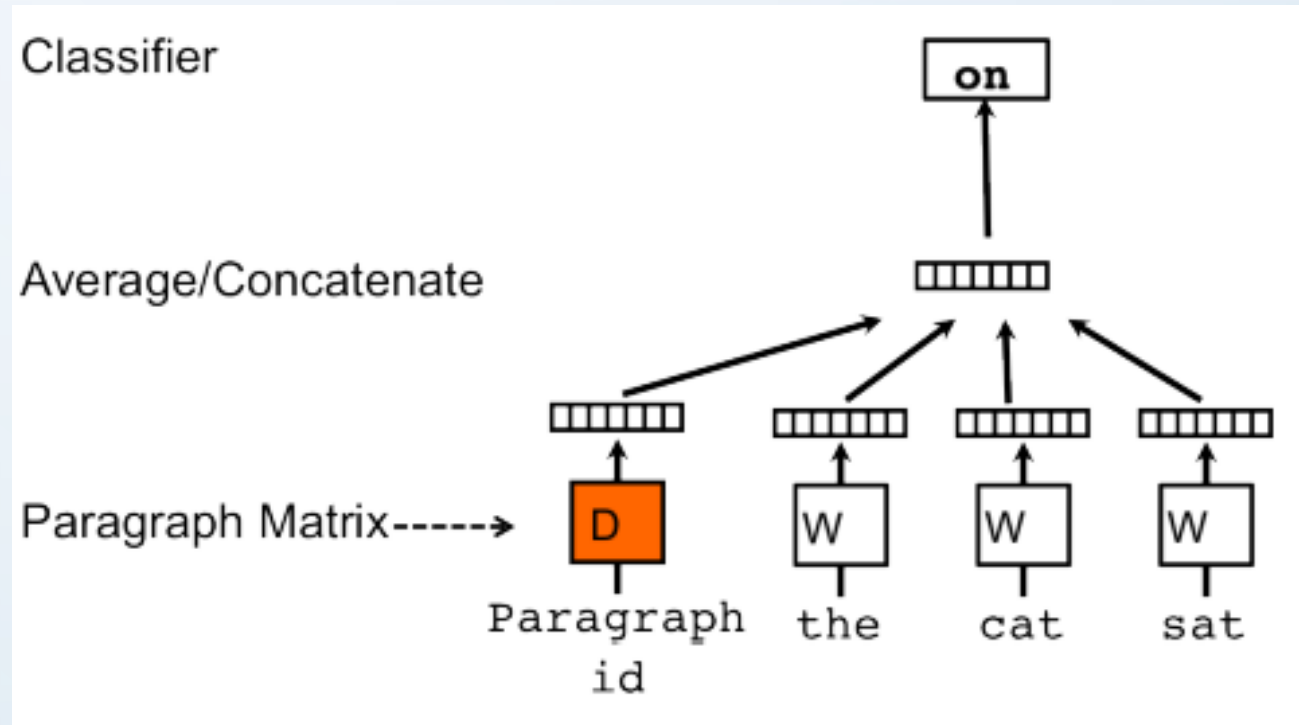 Classifier
on
Average/Concatenate
Paragraph Matrix
D
W
W
W
Paragraph
id
the
cat
sat